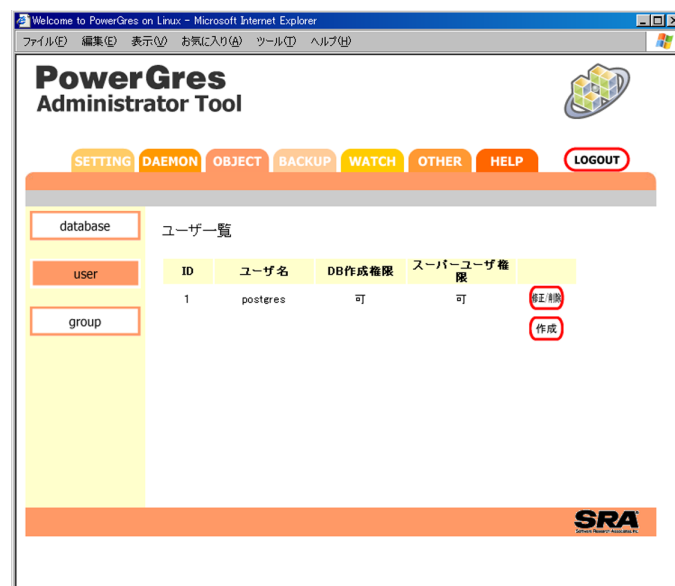 Welcome to PowerGres on Linux - Microsoft Internet Explorer
ファイル(F) 編集(E) 表示(V) お気に入り(A) ツール(T) ヘルプ(H)
PowerGres
Administrator Tool
SETTING DAEMON OBJECT BACKUP WATCH OTHER HELP LOGOUT
database
ユーザ一覧
user
ID ユーザ名 DB作成権限 スーパーユーザ権
限
1 postgres 可 可 修正/削除
group
作成
SRA
Software Research Associates, Inc.